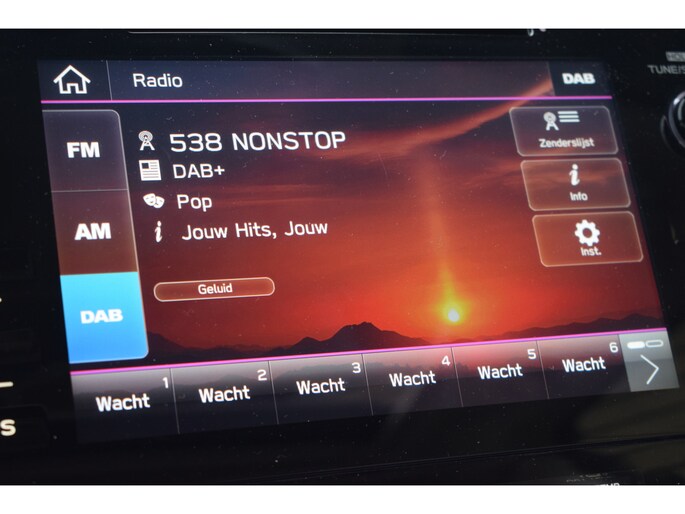 Radio
DAB
TUNE/S
FM
538 NONSTOP
Zenderslijst
DAB+
AM
Pop
i Info
i Jouw Hits, Jouw
Inst.
DAB
Geluid
Wacht 1
Wacht 2
Wacht 3
Wacht 4
Wacht 5
Wacht 6
s